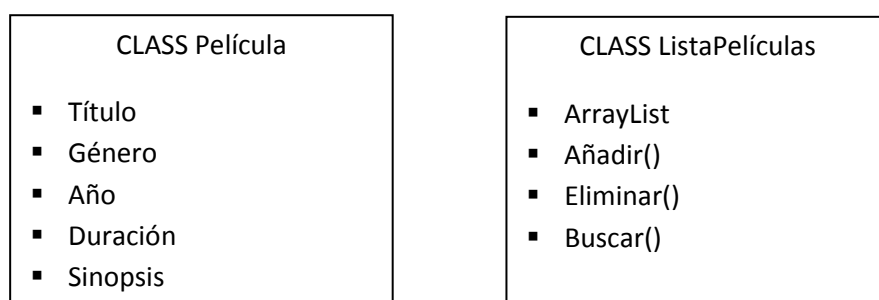 CLASS Película
▪ Título
▪ Género
▪ Año
▪ Duración
▪ Sinopsis
CLASS ListaPelículas
▪ ArrayList
▪ Añadir()
▪ Eliminar()
▪ Buscar()